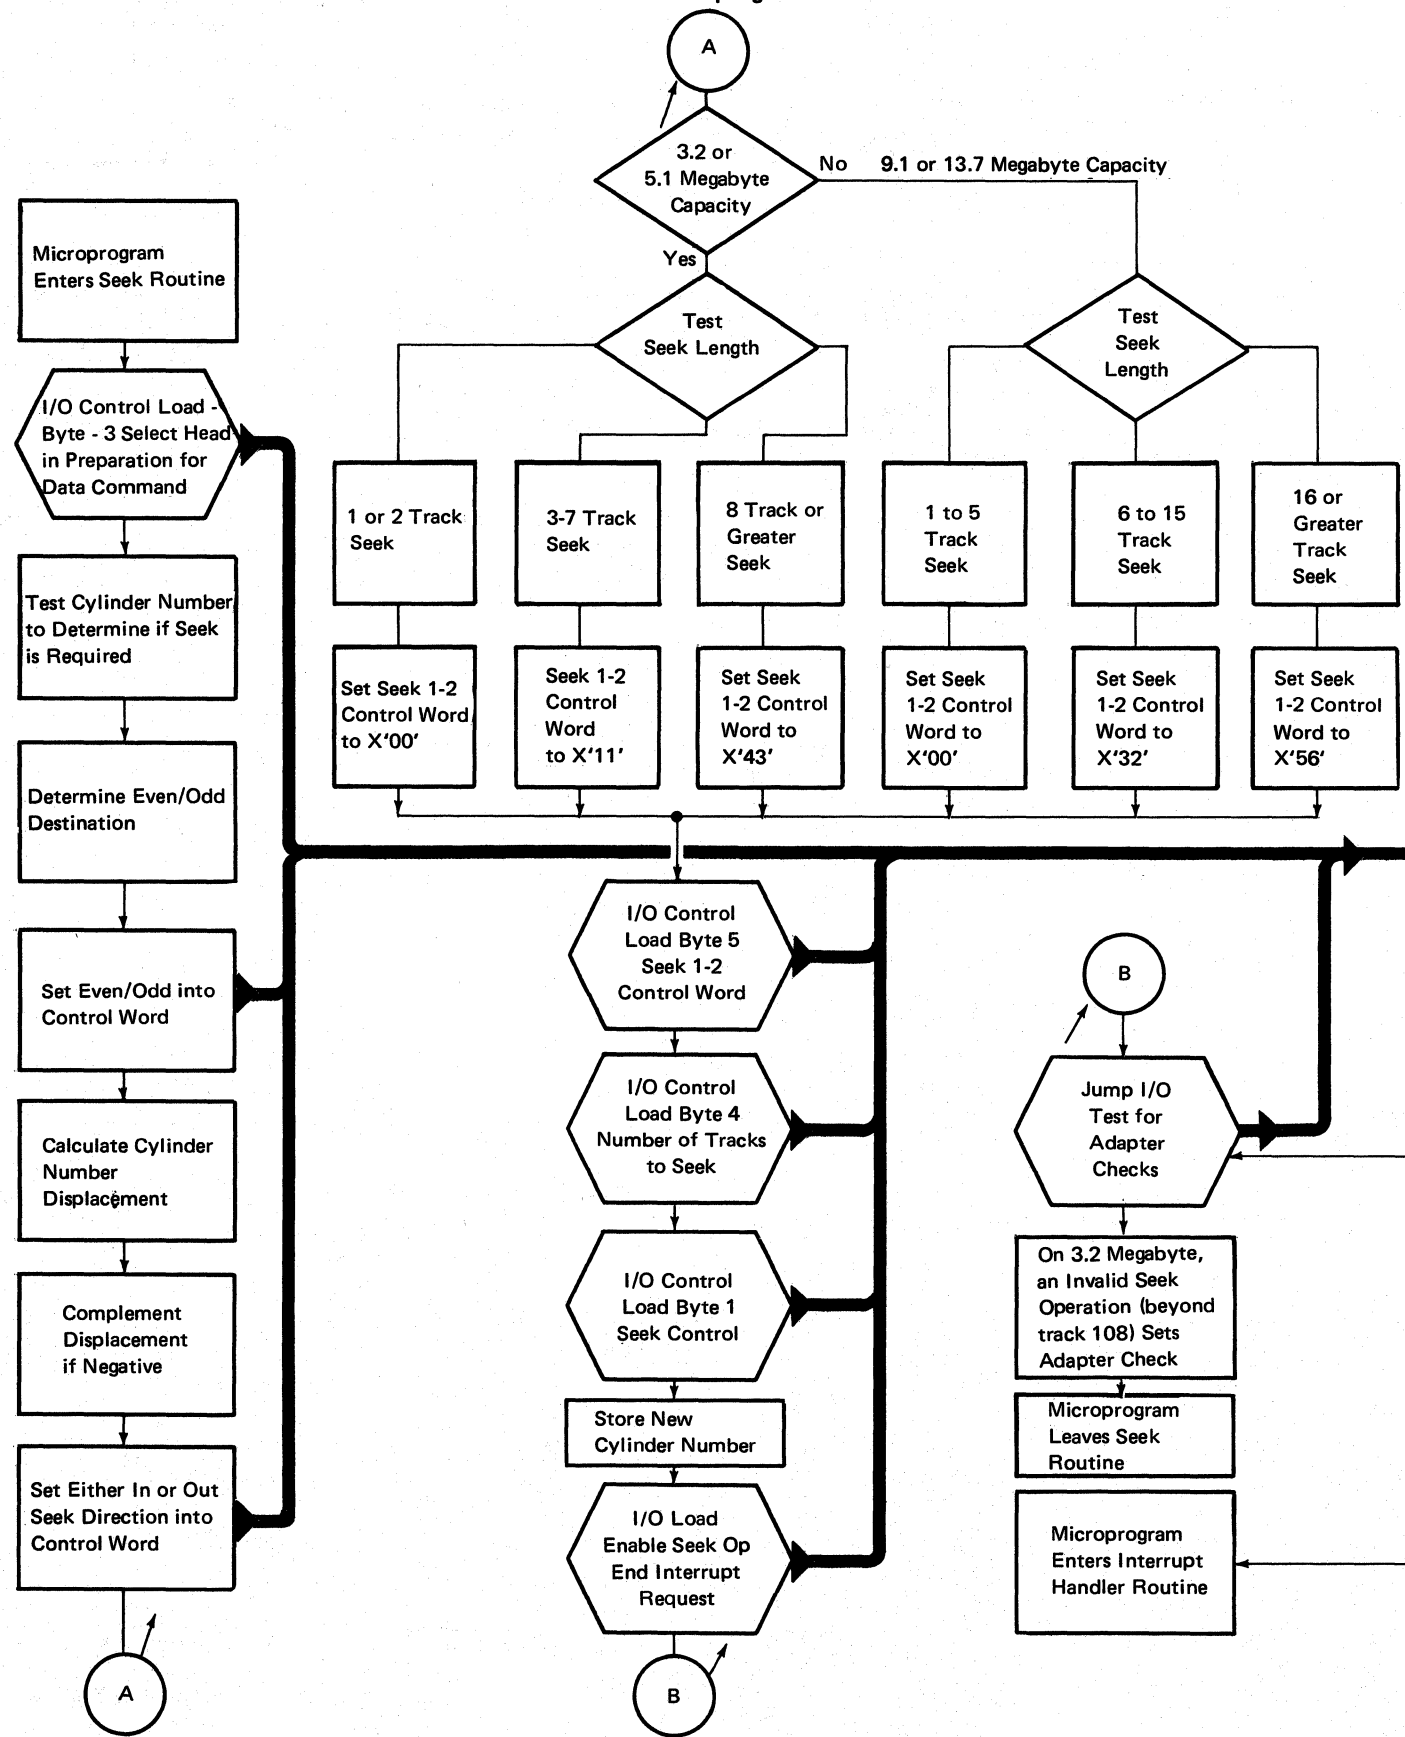 Microprogram
Enters Seek Routine
I/O Control Load -
Byte - 3 Select Head
in Preparation for
Data Command
Test Cylinder Number
to Determine if Seek
is Required
Determine Even/Odd
Destination
Set Even/Odd into
Control Word
Calculate Cylinder
Number
Displacement
Complement
Displacement
if Negative
Set Either In or Out
Seek Direction into
Control Word
A
A
3.2 or
5.1 Megabyte
Capacity
No 9.1 or 13.7 Megabyte Capacity
Yes
Test
Seek Length
Test
Seek
Length
1 or 2 Track
Seek
3-7 Track
Seek
8 Track or
Greater
Seek
1 to 5
Track
Seek
6 to 15
Track
Seek
16 or
Greater
Track
Seek
Set Seek 1-2
Control Word
to X'00'
Seek 1-2
Control
Word
to X'11'
Set Seek
1-2 Control
Word to
X'43'
Set Seek
1-2 Control
Word to
X'00'
Set Seek
1-2 Control
Word to
X'32'
Set Seek
1-2 Control
Word to
X'56'
I/O Control
Load Byte 5
Seek 1-2
Control Word
I/O Control
Load Byte 4
Number of Tracks
to Seek
I/O Control
Load Byte 1
Seek Control
Store New
Cylinder Number
I/O Load
Enable Seek Op
End Interrupt
Request
B
B
Jump I/O
Test for
Adapter
Checks
On 3.2 Megabyte,
an Invalid Seek
Operation (beyond
track 108) Sets
Adapter Check
Microprogram
Leaves Seek
Routine
Microprogram
Enters Interrupt
Handler Routine